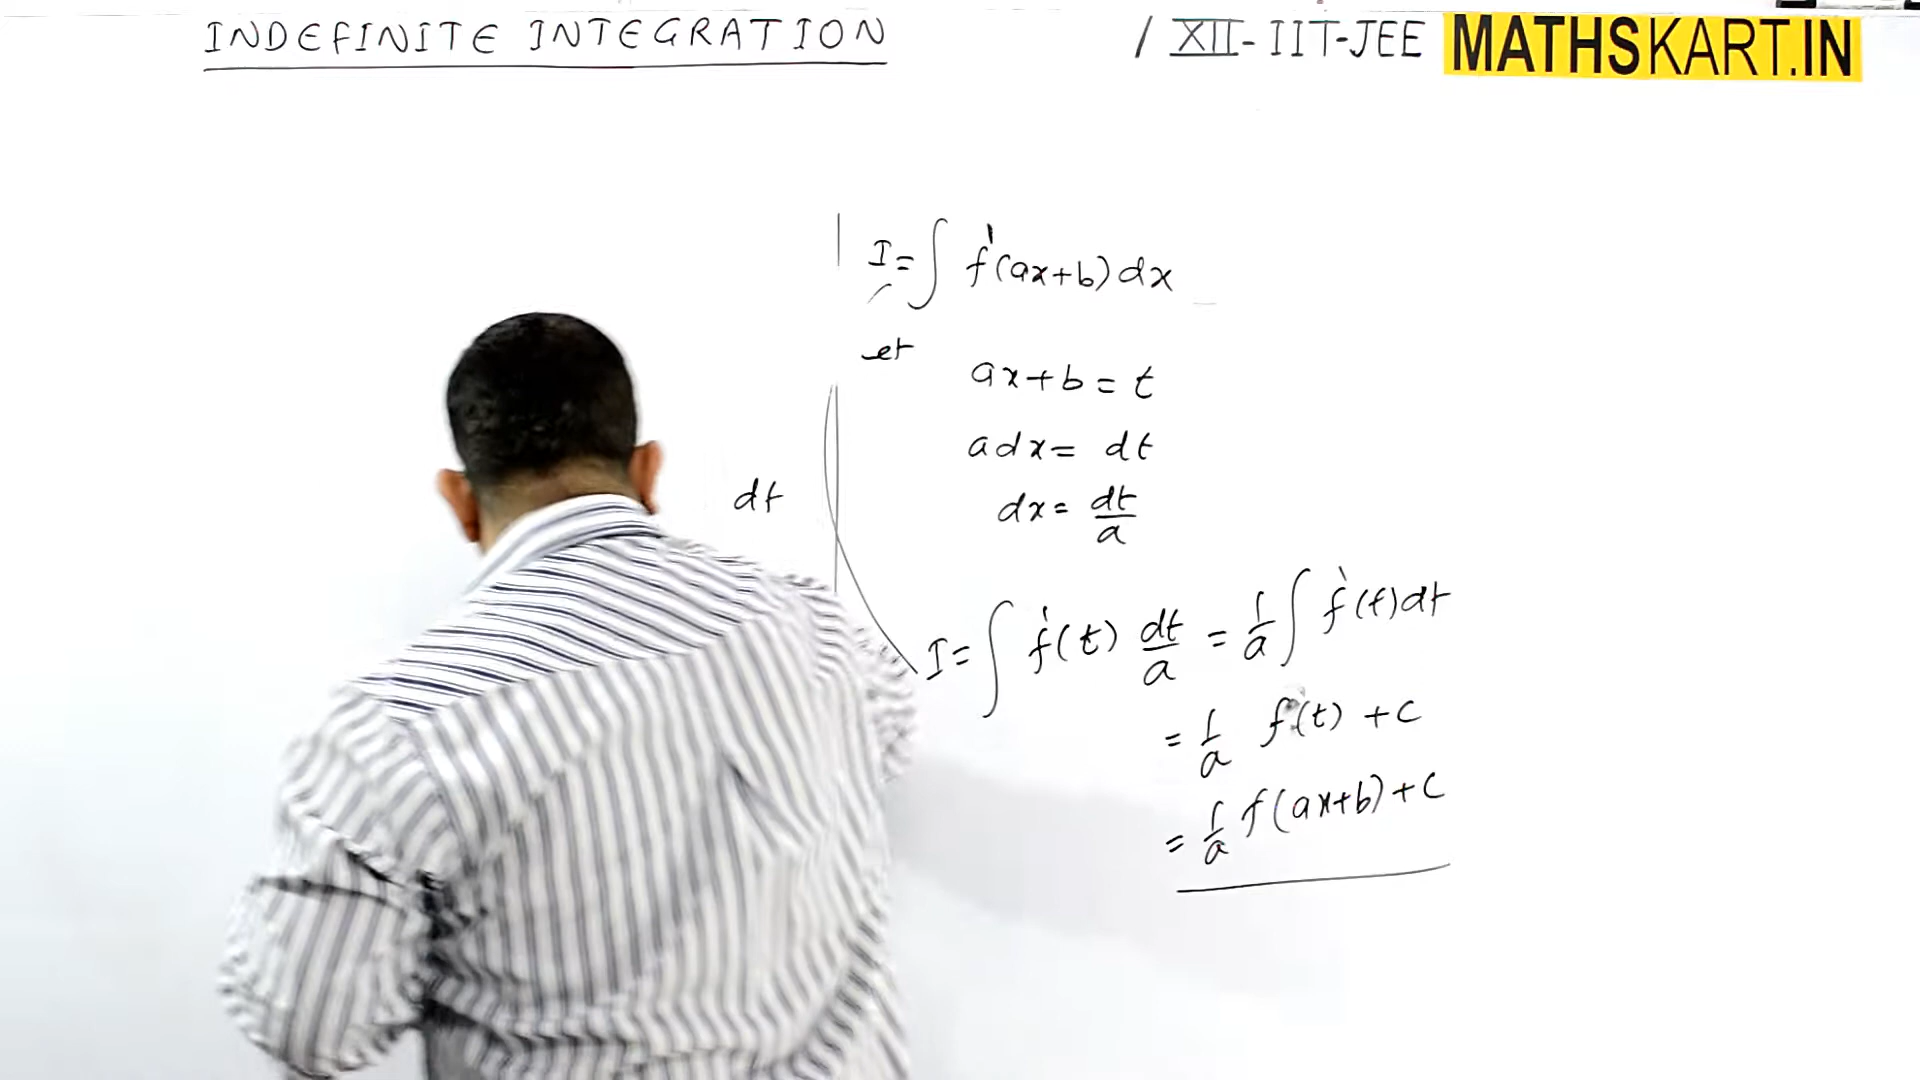 INDEFINITE INTEGRATION / XII-IIT-JEE MATHSKART.IN
I = ∫ f'(ax+b) dx
et
ax+b = t
adx = dt
dt
dx = dt/a
I = ∫ f'(t) dt/a = 1/a ∫ f'(t) dt
= 1/a f(t) + c
= 1/a f(ax+b) + c